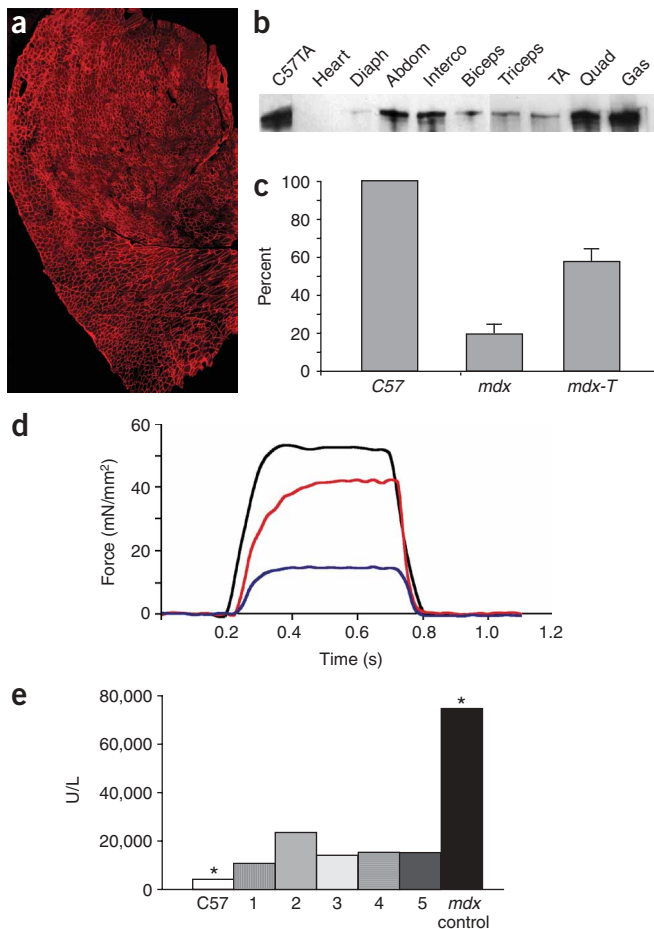 a
b
C57TA Heart Diaph Abdom Interco Biceps Triceps TA Quad Gas
c
100
80
60
40
20
0
Percent
C57 mdx mdx-T
d
60
40
20
0
Force (mN/mm²)
0.2 0.4 0.6 0.8 1.0 1.2
Time (s)
e
80,000
60,000
40,000
20,000
0
U/L
*
*
C57 1 2 3 4 5 mdx
control